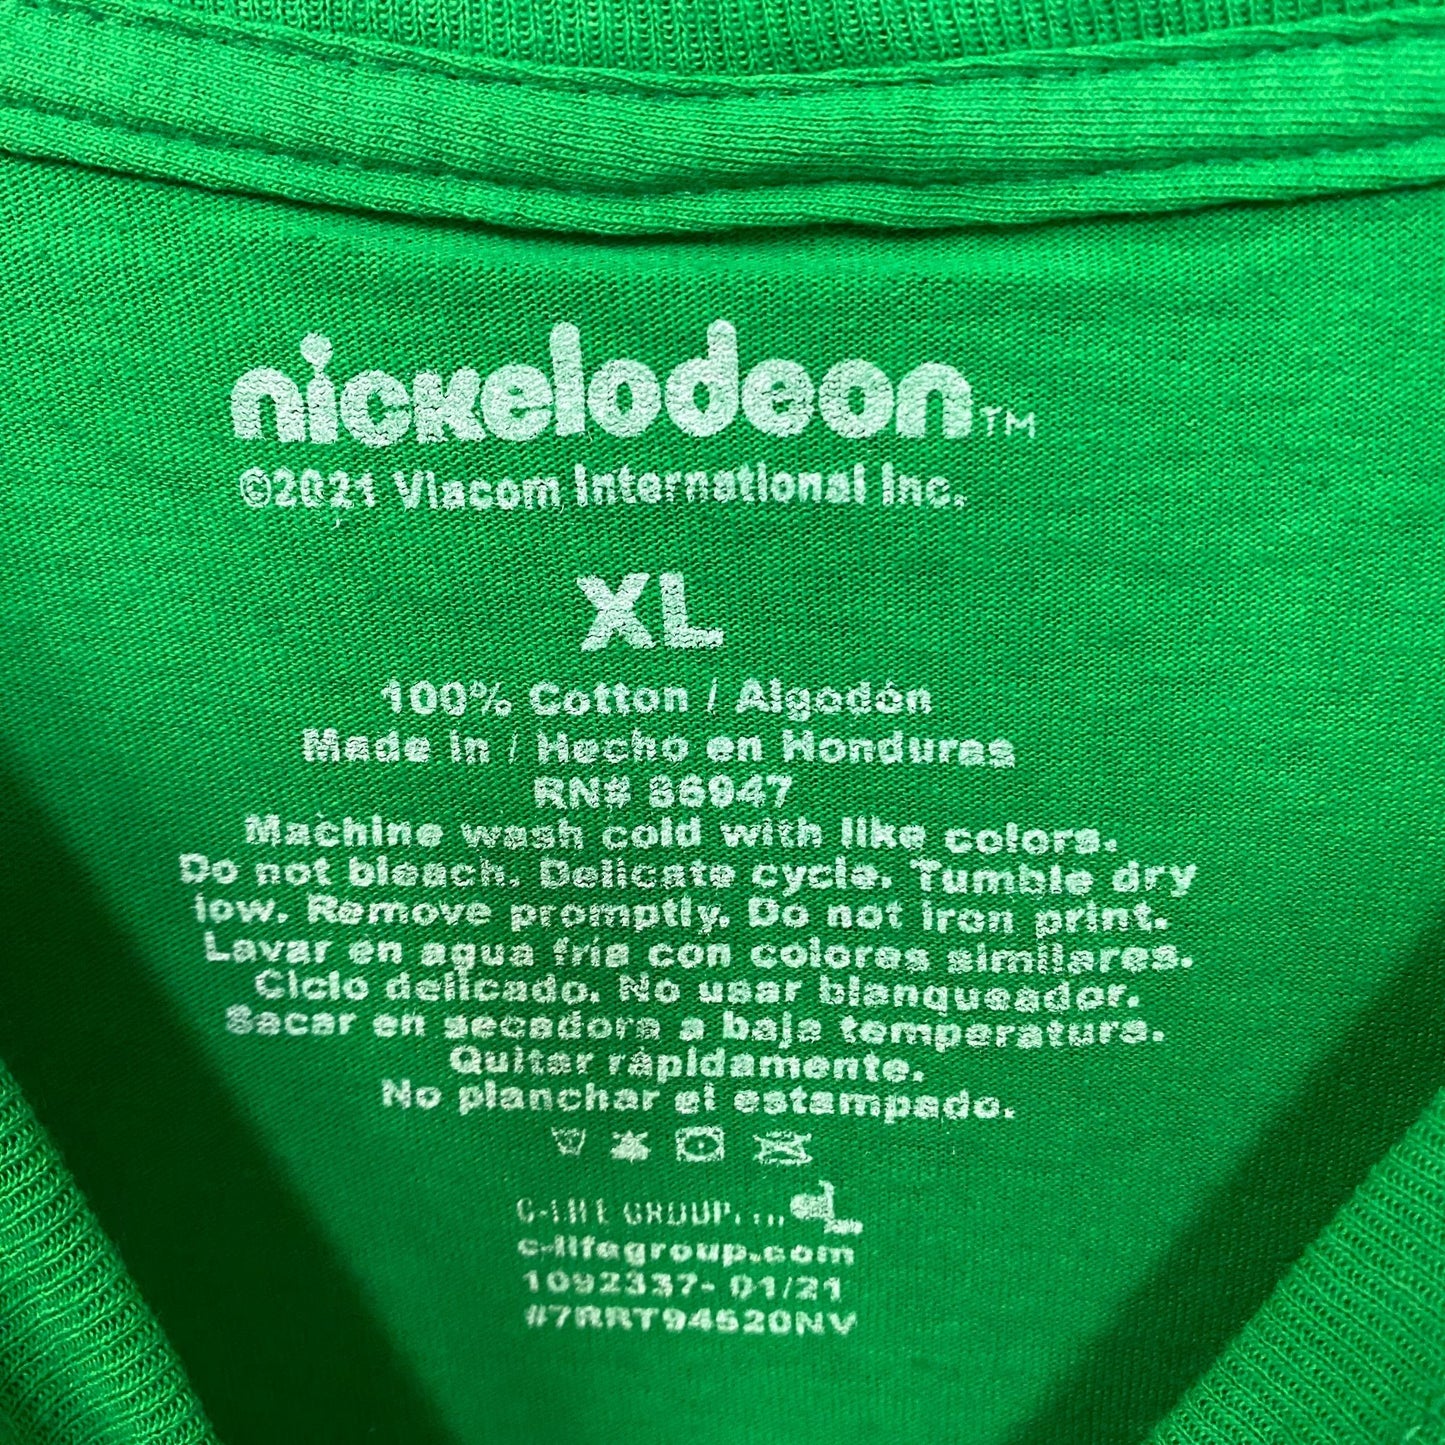 nickelodeon™
©2021 Viacom International Inc.
XL
100% Cotton / Algodón
Made in / Hecho en Honduras
RN# 86947
Machine wash cold with like colors.
Do not bleach. Delicate cycle. Tumble dry
low. Remove promptly. Do not iron print.
Lavar en agua fría con colores similares.
Ciclo delicado. No usar blanqueador.
Sacar en secadora a baja temperatura.
Quitar rápidamente.
No planchar el estampado.
C-LIFE GROUP,
c-lifegroup.com
1092337- 01/21
#7RRT94520NV